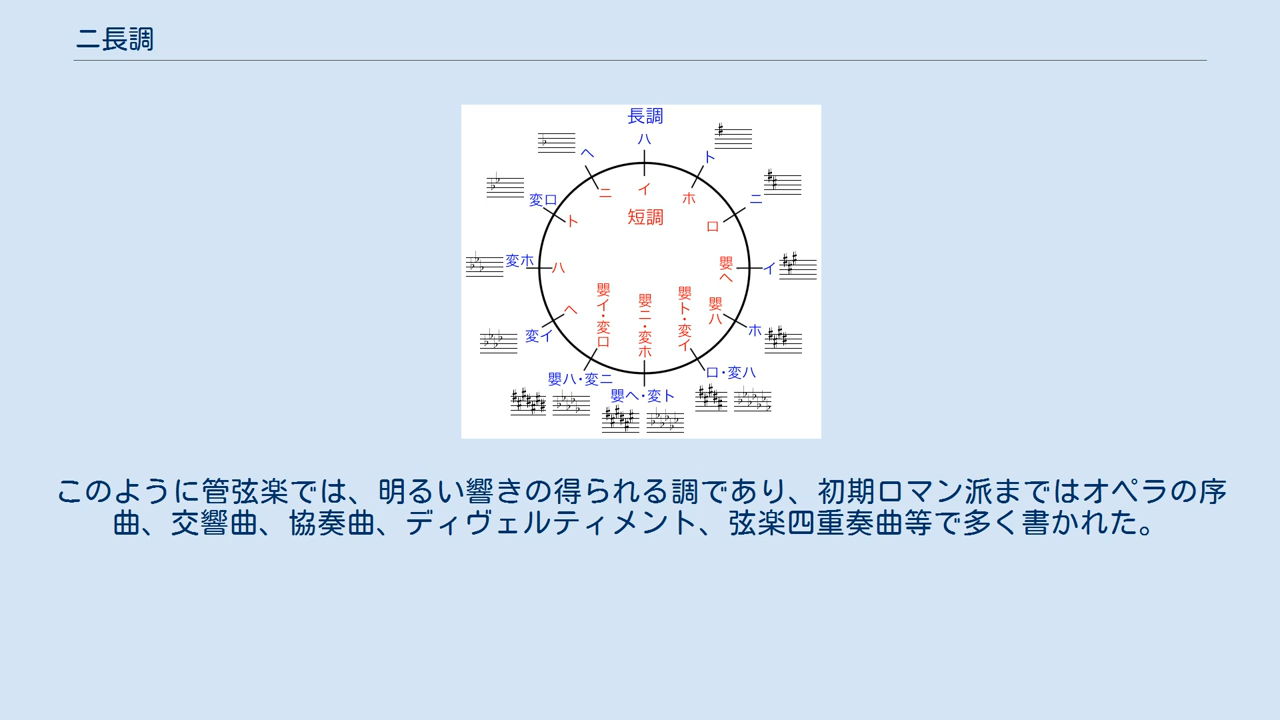 ニ長調
長調
ハ
ト
ニ
イ
ホ
ロ・変ハ
嬰ヘ・変ト
嬰ハ・変ニ
変イ
変ホ
変ロ
ヘ
イ
ホ
ロ
嬰ヘ
嬰ハ
嬰ト・変イ
嬰ニ・変ホ
嬰イ・変ロ
ヘ
ハ
ト
ニ
短調
このように管弦楽では、明るい響きの得られる調であり、初期ロマン派まではオペラの序
曲、交響曲、協奏曲、ディヴェルティメント、弦楽四重奏曲等で多く書かれた。